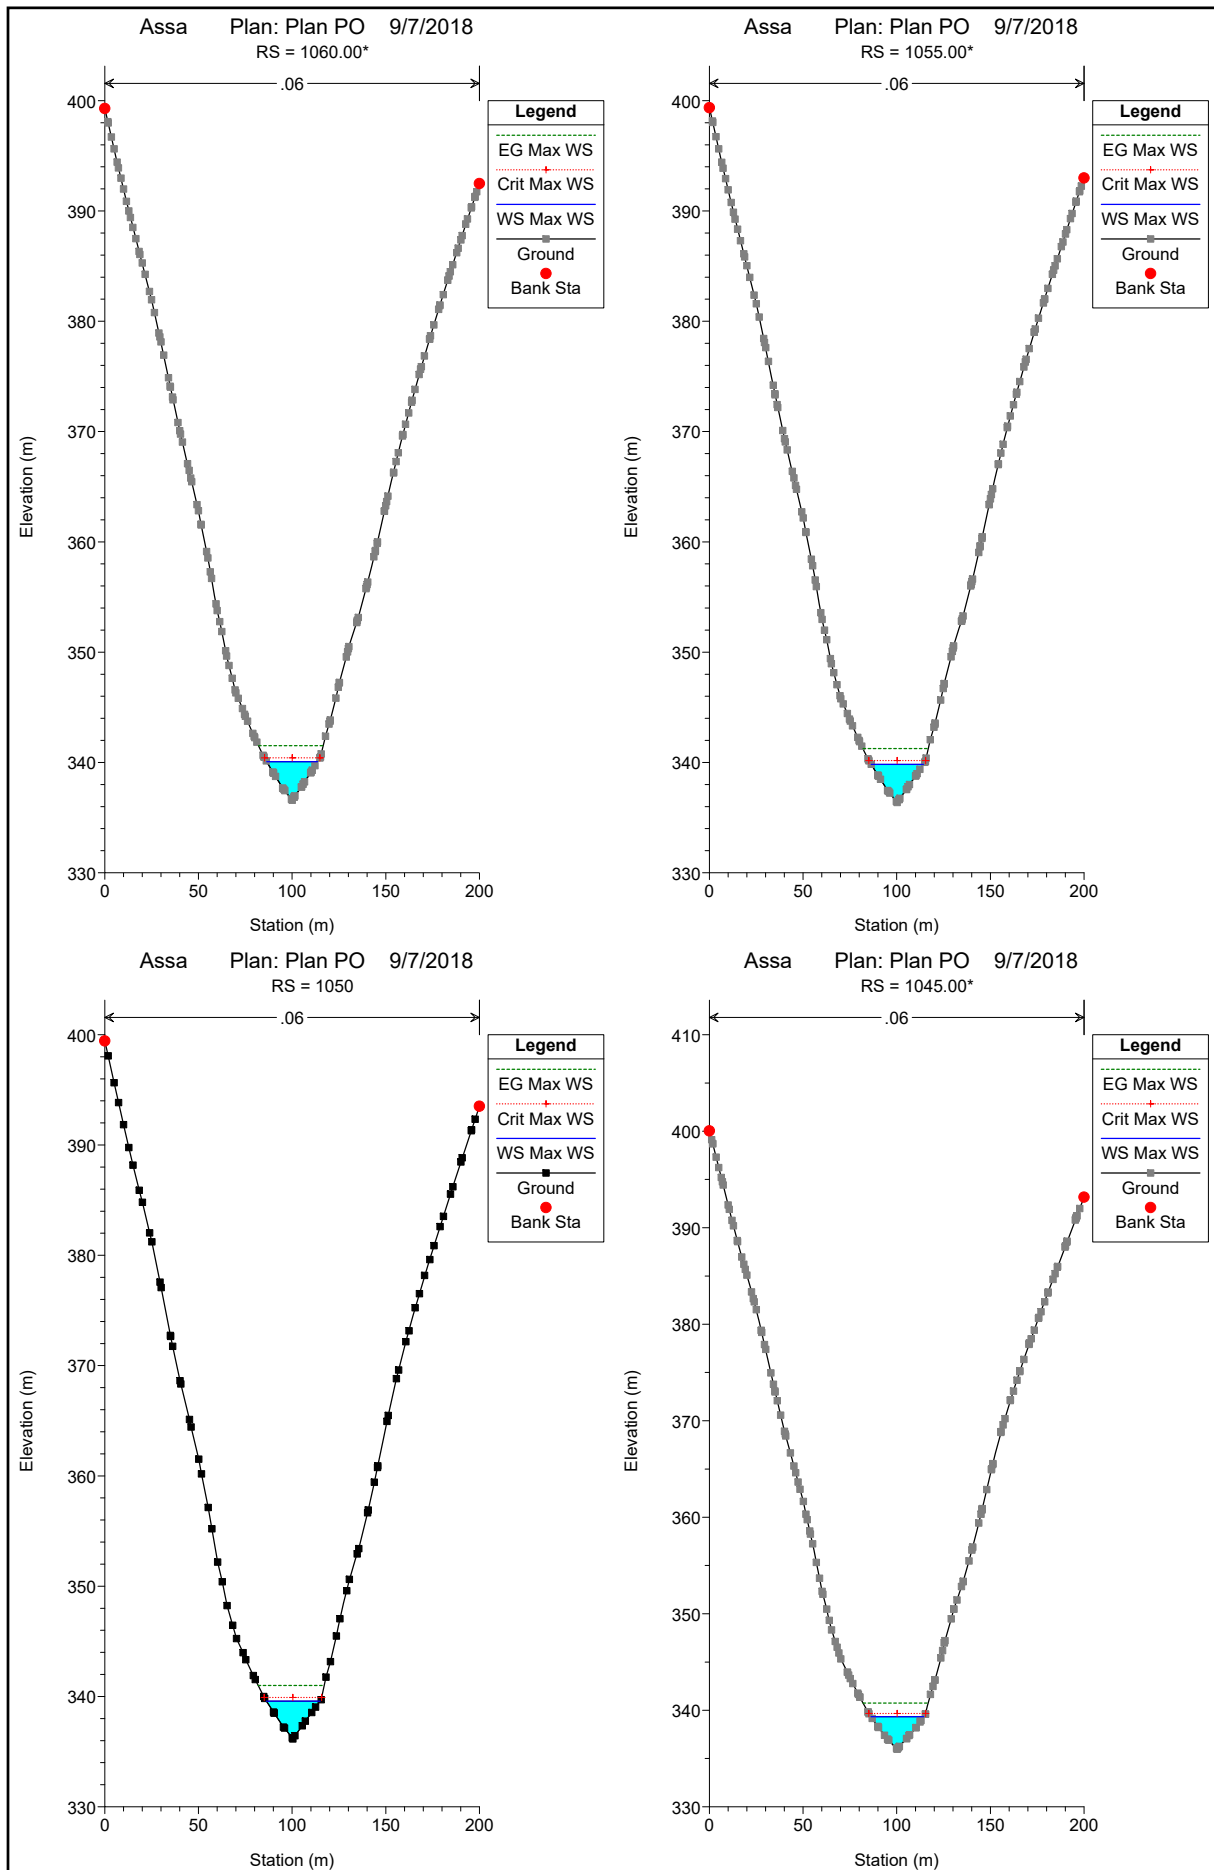 Assa Plan: Plan PO 9/7/2018
RS = 1060.00*
.06
Legend
EG Max WS
Crit Max WS
WS Max WS
Ground
Bank Sta
400
390
380
370
360
350
340
330
0 50 100 150 200
Station (m)
Elevation (m)
Assa Plan: Plan PO 9/7/2018
RS = 1055.00*
.06
Legend
EG Max WS
Crit Max WS
WS Max WS
Ground
Bank Sta
400
390
380
370
360
350
340
330
0 50 100 150 200
Station (m)
Elevation (m)
Assa Plan: Plan PO 9/7/2018
RS = 1050
.06
Legend
EG Max WS
Crit Max WS
WS Max WS
Ground
Bank Sta
400
390
380
370
360
350
340
330
0 50 100 150 200
Station (m)
Elevation (m)
Assa Plan: Plan PO 9/7/2018
RS = 1045.00*
.06
Legend
EG Max WS
Crit Max WS
WS Max WS
Ground
Bank Sta
410
400
390
380
370
360
350
340
330
0 50 100 150 200
Station (m)
Elevation (m)